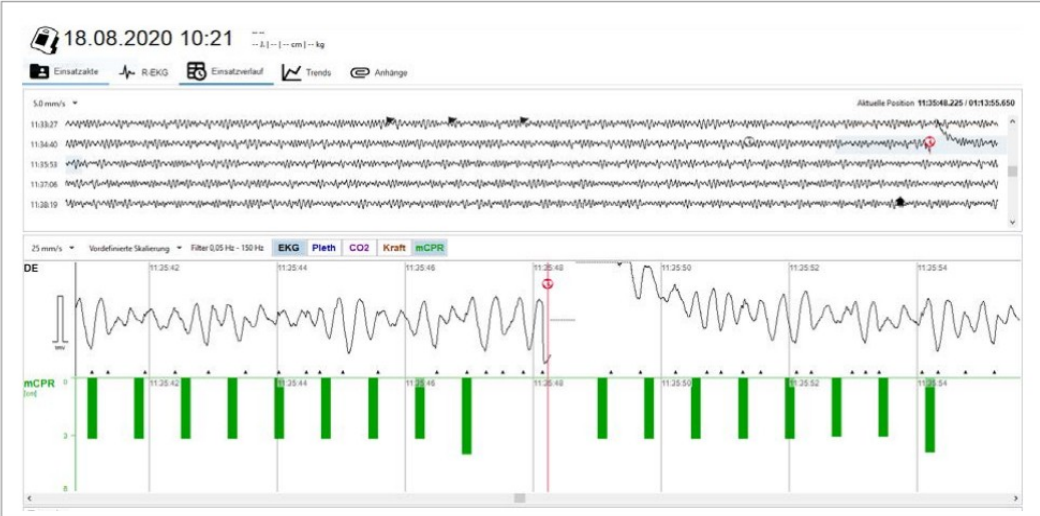 18.08.2020 10:21 -- --
-- J. | -- | -- cm | -- kg
Einsatzakte R-EKG Einsatzverlauf Trends Anhänge
5.0 mm/s Aktuelle Position 11:35:48.225 / 01:13:55.650
11:33:27
11:34:40
11:35:53
11:37:06
11:38:19
25 mm/s Vordefinierte Skalierung Filter 0,05 Hz - 150 Hz EKG Pleth CO2 Kraft mCPR
DE 11:35:42 11:35:44 11:35:46 11:35:48 11:35:50 11:35:52 11:35:54
1mV
mCPR 0 11:35:42 11:35:44 11:35:46 11:35:48 11:35:50 11:35:52 11:35:54
[cm]
3
6